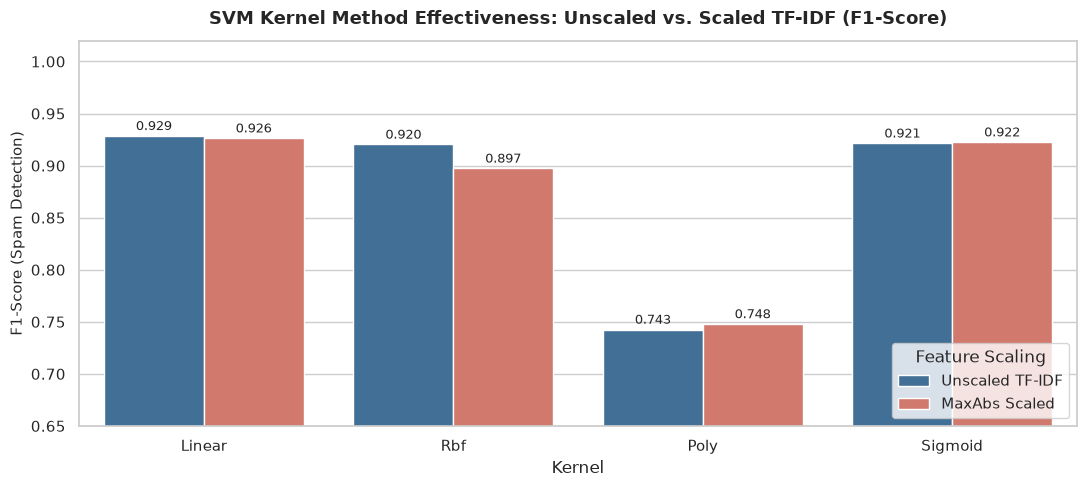 SVM Kernel Method Effectiveness: Unscaled vs. Scaled TF-IDF (F1-Score)
F1-Score (Spam Detection)
1.00
0.95
0.90
0.85
0.80
0.75
0.70
0.65
0.929
0.926
0.920
0.897
0.743
0.748
0.921
0.922
Feature Scaling
Unscaled TF-IDF
MaxAbs Scaled
Linear
Rbf
Poly
Sigmoid
Kernel